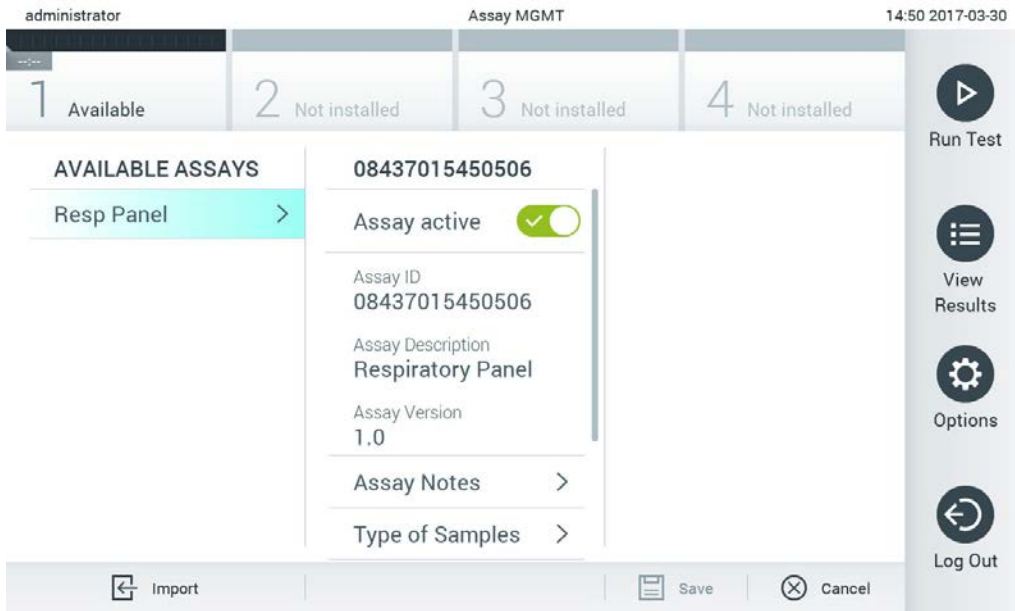 administrator
Assay MGMT
14:50 2017-03-30
--:--
1 Available
2 Not installed
3 Not installed
4 Not installed
Run Test
AVAILABLE ASSAYS
Resp Panel
08437015450506
Assay active
Assay ID
08437015450506
Assay Description
Respiratory Panel
Assay Version
1.0
Assay Notes
Type of Samples
View
Results
Options
Log Out
Import
Save
Cancel